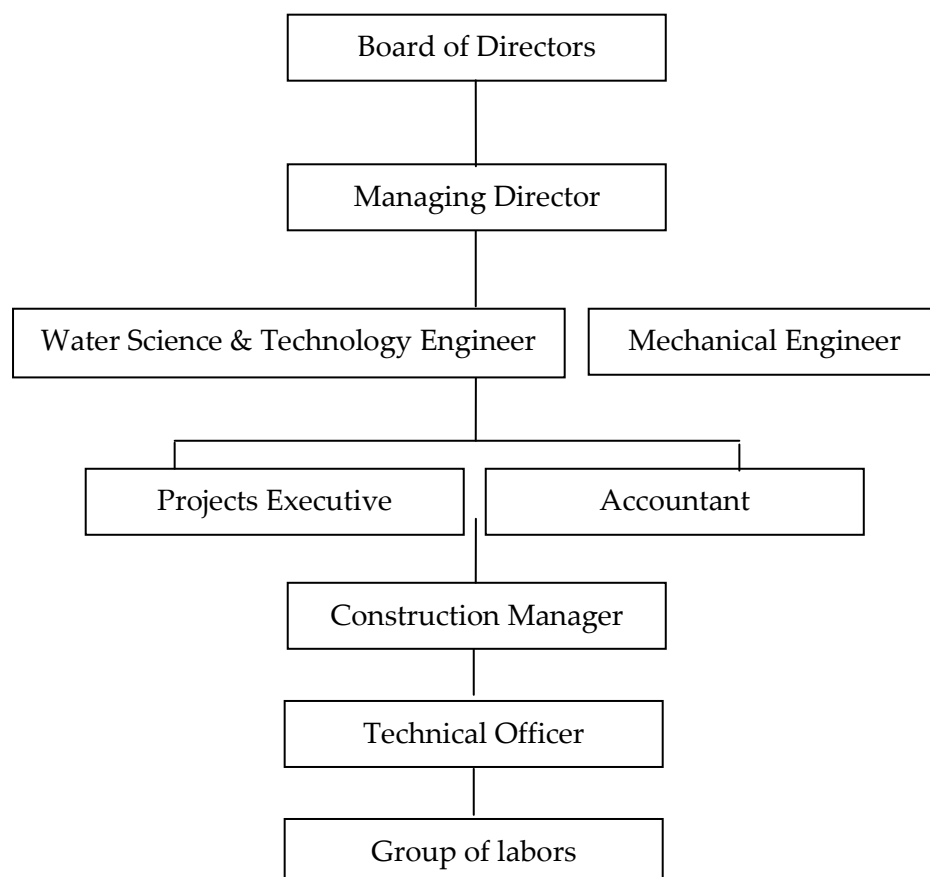 Board of Directors
Managing Director
Water Science & Technology Engineer
Mechanical Engineer
Projects Executive
Accountant
Construction Manager
Technical Officer
Group of labors